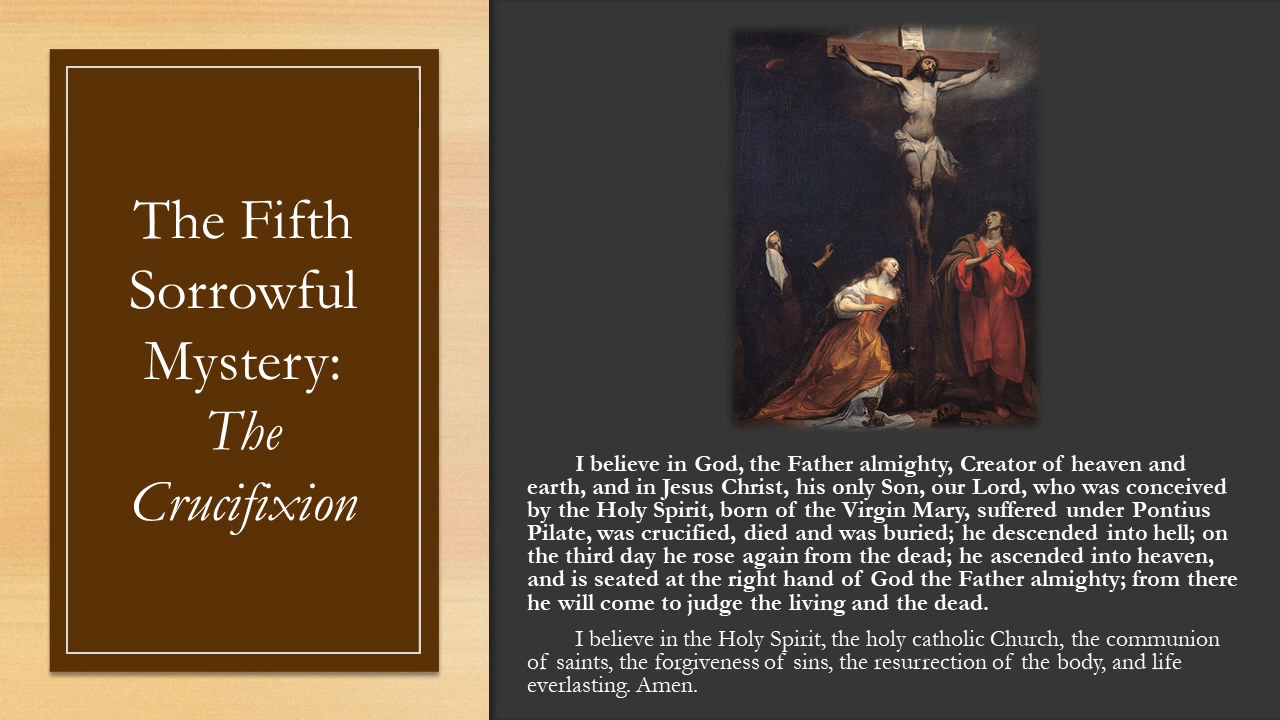 The Fifth
Sorrowful
Mystery:
The
Crucifixion
I believe in God, the Father almighty, Creator of heaven and
earth, and in Jesus Christ, his only Son, our Lord, who was conceived
by the Holy Spirit, born of the Virgin Mary, suffered under Pontius
Pilate, was crucified, died and was buried; he descended into hell; on
the third day he rose again from the dead; he ascended into heaven,
and is seated at the right hand of God the Father almighty; from there
he will come to judge the living and the dead.
I believe in the Holy Spirit, the holy catholic Church, the communion
of saints, the forgiveness of sins, the resurrection of the body, and life
everlasting. Amen.